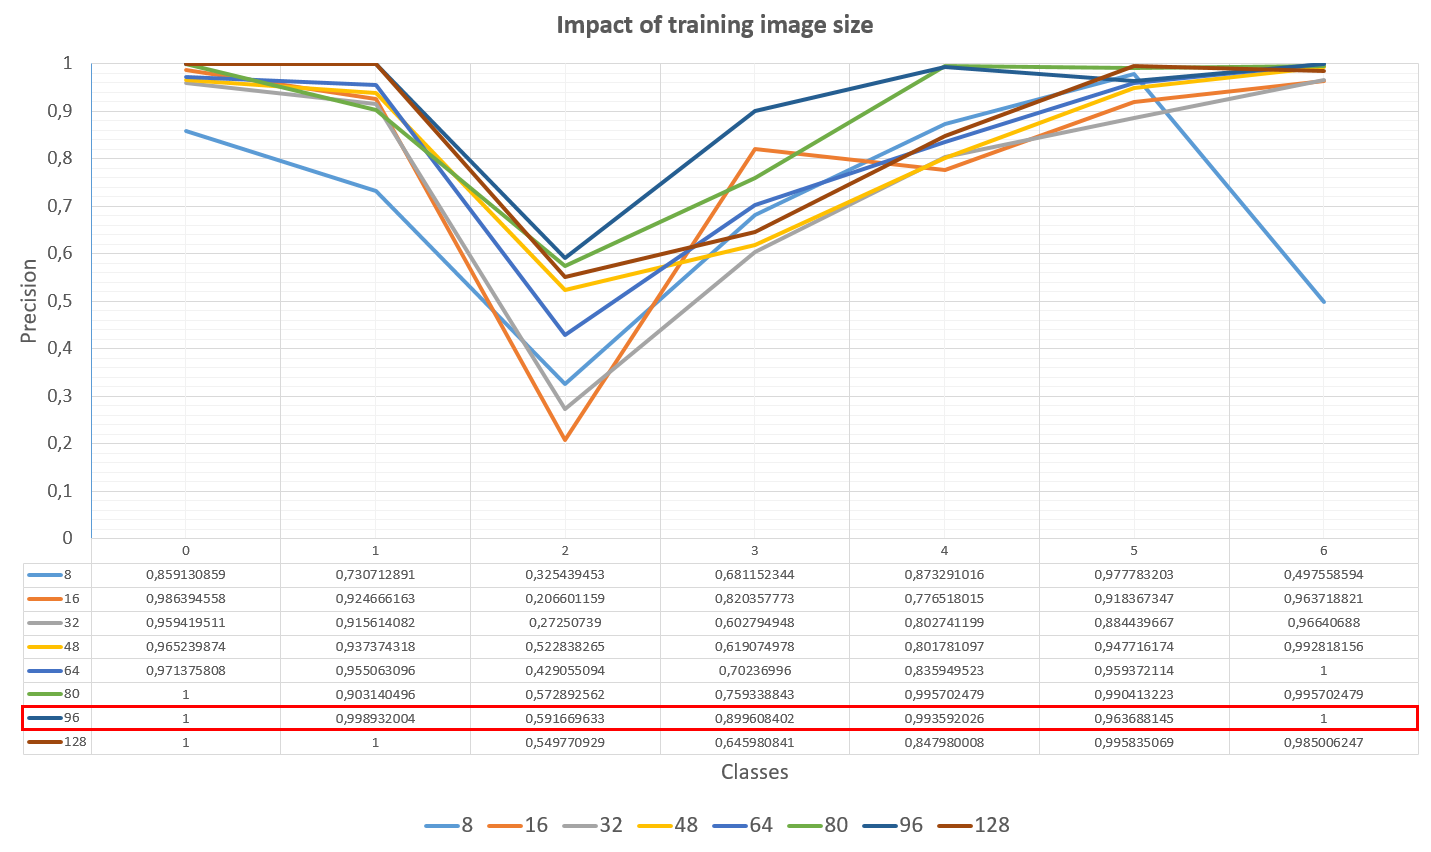 Impact of training image size
1
0,9
0,8
0,7
0,6
0,5
0,4
0,3
0,2
0,1
0
Precision
0 1 2 3 4 5 6
8 0,859130859 0,730712891 0,325439453 0,681152344 0,873291016 0,977783203 0,497558594
16 0,986394558 0,924666163 0,206601159 0,820357773 0,776518015 0,918367347 0,963718821
32 0,959419511 0,915614082 0,27250739 0,602794948 0,802741199 0,884439667 0,96640688
48 0,965239874 0,937374318 0,522838265 0,619074978 0,801781097 0,947716174 0,992818156
64 0,971375808 0,955063096 0,429055094 0,70236996 0,835949523 0,959372114 1
80 1 0,903140496 0,572892562 0,759338843 0,995702479 0,990413223 0,995702479
96 1 0,998932004 0,591669633 0,899608402 0,993592026 0,963688145 1
128 1 1 0,549770929 0,645980841 0,847980008 0,995835069 0,985006247
Classes
8 16 32 48 64 80 96 128